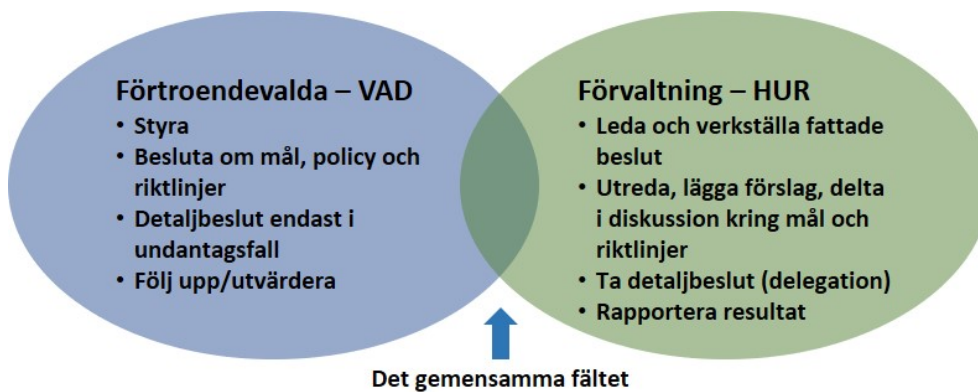 Förtroendevalda – VAD
• Styra
• Besluta om mål, policy och
riktlinjer
• Detaljbeslut endast i
undantagsfall
• Följ upp/utvärdera
Förvaltning – HUR
• Leda och verkställa fattade
beslut
• Utreda, lägga förslag, delta
i diskussion kring mål och
riktlinjer
• Ta detaljbeslut (delegation)
• Rapportera resultat
Det gemensamma fältet